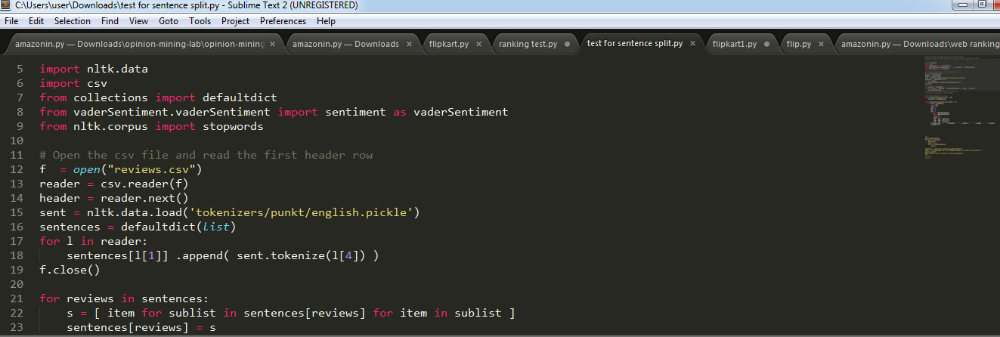 C:\Users\user\Downloads\test for sentence split.py - Sublime Text 2 (UNREGISTERED)
File Edit Selection Find View Goto Tools Project Preferences Help
amazonin.py — Downloads\opinion-mining-lab\opinion-mining × amazonin.py — Downloads × flipkart.py × ranking test.py test for sentence split.py × flipkart1.py flip.py × amazonin.py — Downloads\web ranking
5 import nltk.data
6 import csv
7 from collections import defaultdict
8 from vaderSentiment.vaderSentiment import sentiment as vaderSentiment
9 from nltk.corpus import stopwords
10
11 # Open the csv file and read the first header row
12 f  = open("reviews.csv")
13 reader = csv.reader(f)
14 header = reader.next()
15 sent = nltk.data.load('tokenizers/punkt/english.pickle')
16 sentences = defaultdict(list)
17 for l in reader:
18     sentences[l[1]] .append( sent.tokenize(l[4]) )
19 f.close()
20
21 for reviews in sentences:
22     s = [ item for sublist in sentences[reviews] for item in sublist ]
23     sentences[reviews] = s